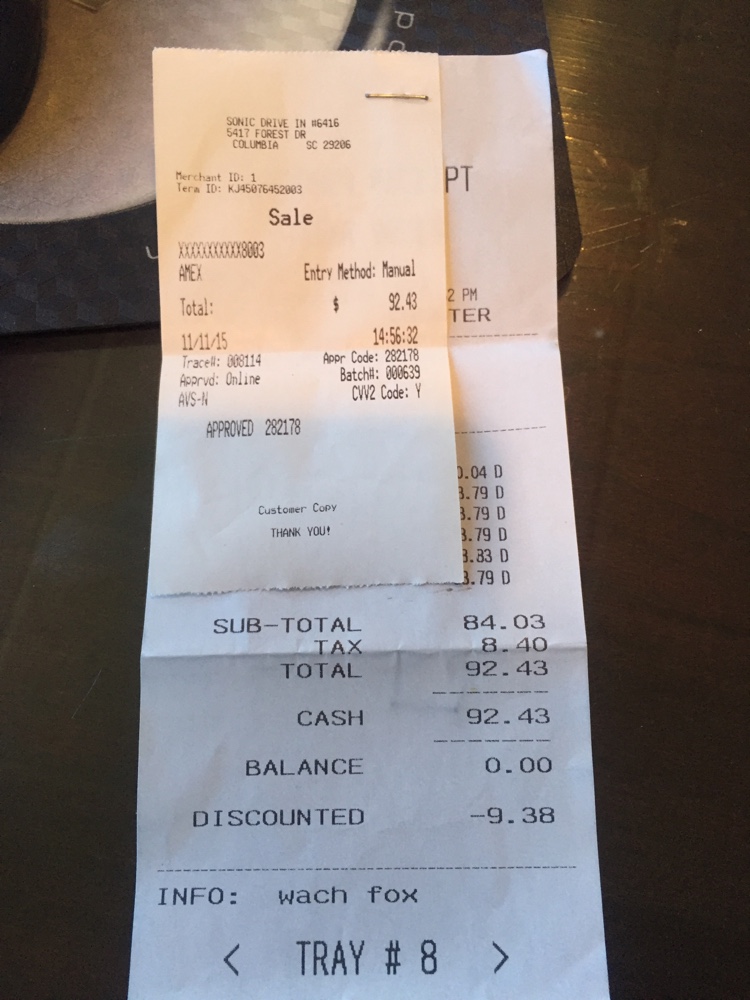 SONIC DRIVE IN #6416
5417 FOREST DR
COLUMBIA SC 29206
Merchant ID: 1
Term ID: KJ45076452003
Sale
XXXXXXXXXXX8003
AMEX Entry Method: Manual
Total: $ 92.43
11/11/15 14:56:32
Trace#: 008114 Appr Code: 282178
Apprvd: Online Batch#: 000639
AVS-N CVV2 Code: Y
APPROVED 282178
Customer Copy
THANK YOU!
PT
2 PM
TER
0.04 D
3.79 D
3.79 D
3.79 D
3.83 D
3.79 D
SUB-TOTAL 84.03
TAX 8.40
TOTAL 92.43
CASH 92.43
BALANCE 0.00
DISCOUNTED -9.38
INFO: wach fox
< TRAY # 8 >